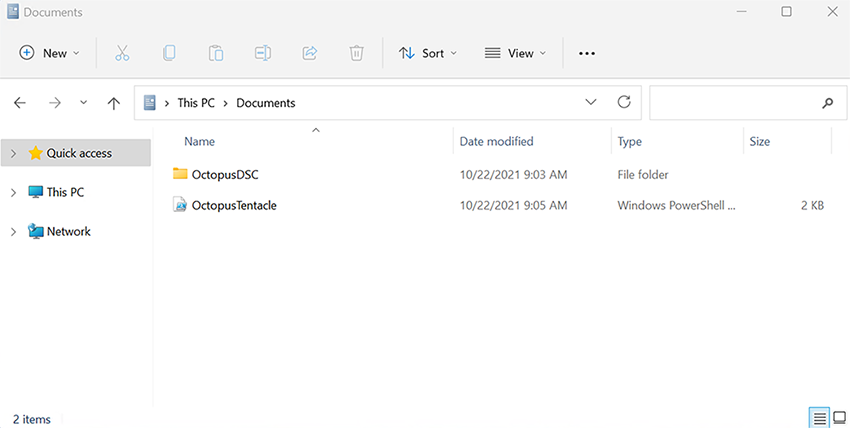 Documents
New Sort View
This PC Documents
Name Date modified Type Size
Quick access
OctopusDSC 10/22/2021 9:03 AM File folder
This PC
OctopusTentacle 10/22/2021 9:05 AM Windows PowerShell ... 2 KB
Network
2 items